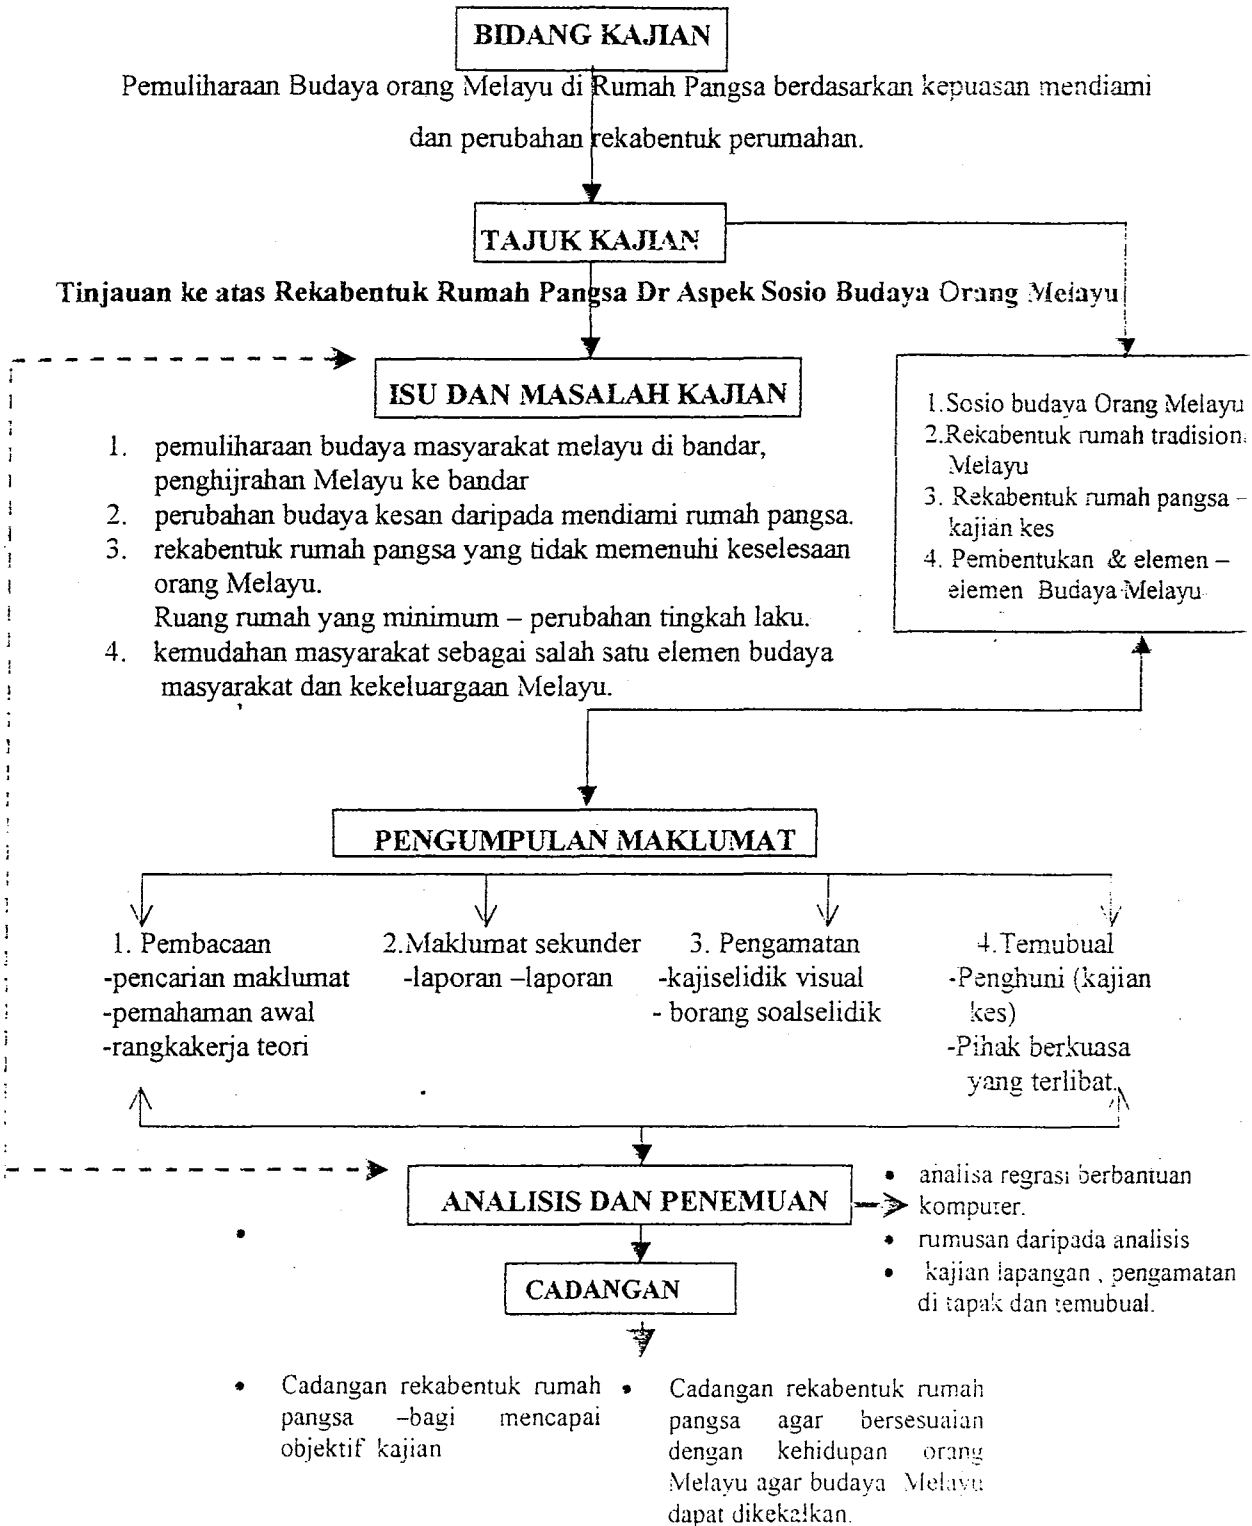 BIDANG KAJIAN
Pemuliharaan Budaya orang Melayu di Rumah Pangsa berdasarkan kepuasan mendiami
dan perubahan rekabentuk perumahan.
TAJUK KAJIAN
Tinjauan ke atas Rekabentuk Rumah Pangsa Dr Aspek Sosio Budaya Orang Melayu
ISU DAN MASALAH KAJIAN
1. pemuliharaan budaya masyarakat melayu di bandar,
penghijrahan Melayu ke bandar
2. perubahan budaya kesan daripada mendiami rumah pangsa.
3. rekabentuk rumah pangsa yang tidak memenuhi keselesaan
orang Melayu.
Ruang rumah yang minimum – perubahan tingkah laku.
4. kemudahan masyarakat sebagai salah satu elemen budaya
masyarakat dan kekeluargaan Melayu.
1.Sosio budaya Orang Melayu
2.Rekabentuk rumah tradision
Melayu
3. Rekabentuk rumah pangsa –
kajian kes
4. Pembentukan & elemen –
elemen Budaya Melayu
PENGUMPULAN MAKLUMAT
1. Pembacaan
-pencarian maklumat
-pemahaman awal
-rangkakerja teori
2.Maklumat sekunder
-laporan –laporan
3. Pengamatan
-kajiselidik visual
- borang soalselidik
4.Temubual
-Penghuni (kajian
kes)
-Pihak berkuasa
yang terlibat.
ANALISIS DAN PENEMUAN
• analisa regrasi berbantuan
komputer.
• rumusan daripada analisis
• kajian lapangan , pengamatan
di tapak dan temubual.
CADANGAN
• Cadangan rekabentuk rumah
pangsa –bagi mencapai
objektif kajian
• Cadangan rekabentuk rumah
pangsa agar bersesuaian
dengan kehidupan orang
Melayu agar budaya Melayu
dapat dikekalkan.